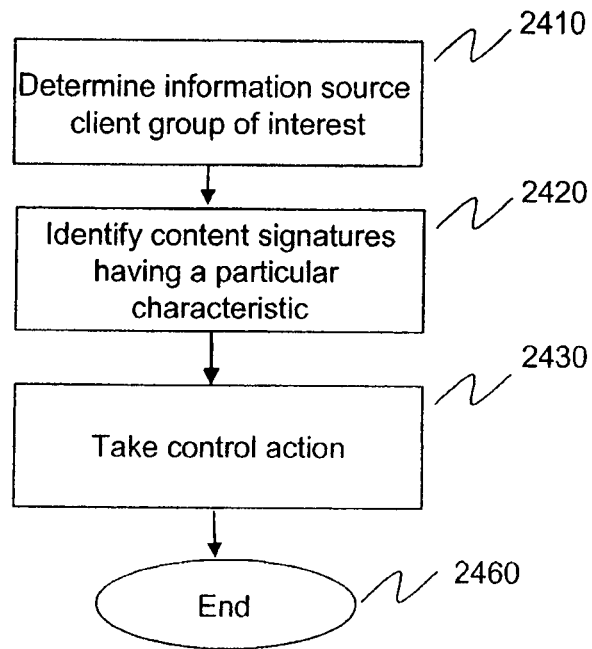 2410
Determine information source
client group of interest
2420
Identify content signatures
having a particular
characteristic
2430
Take control action
2460
End